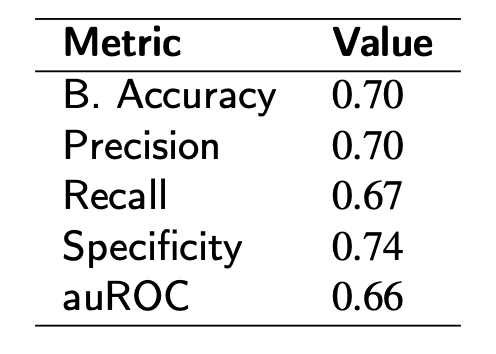 Metric Value
B. Accuracy 0.70
Precision 0.70
Recall 0.67
Specificity 0.74
auROC 0.66